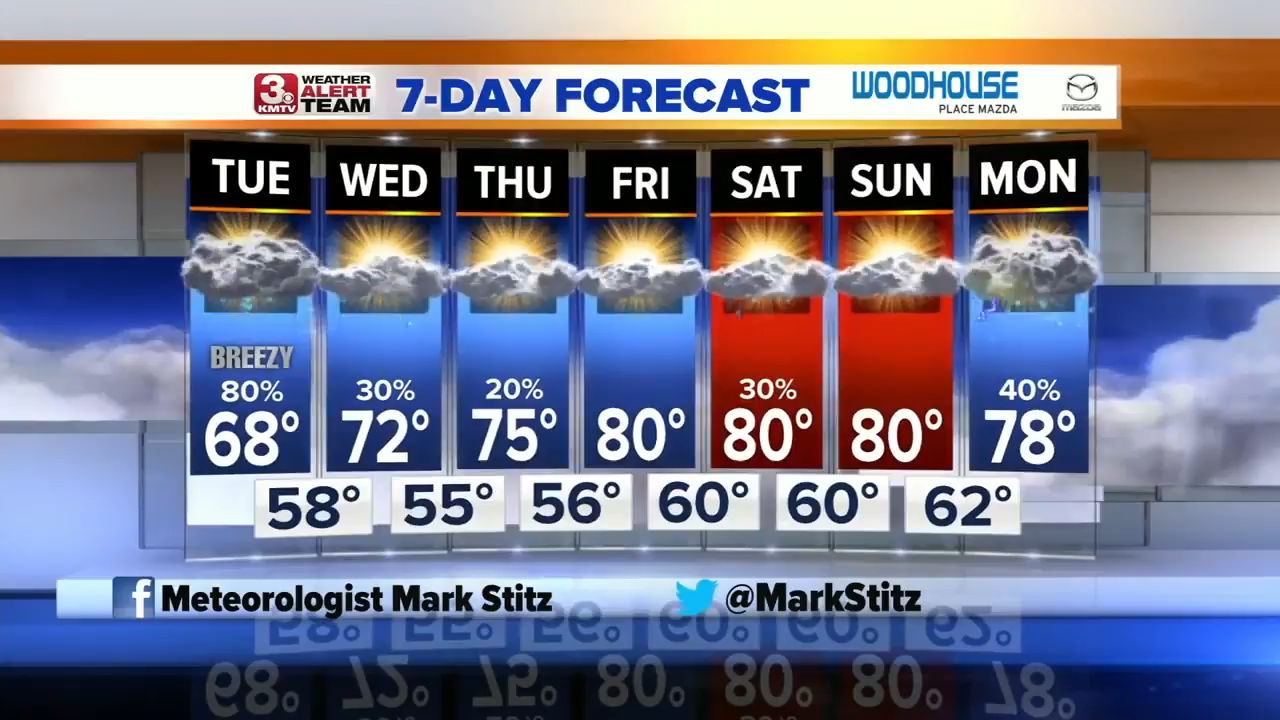 3 KMTV WEATHER ALERT TEAM 7-DAY FORECAST WOODHOUSE PLACE MAZDA mazda
TUE WED THU FRI SAT SUN MON
BREEZY
80% 30% 20% 30% 40%
68° 72° 75° 80° 80° 80° 78°
58° 55° 56° 60° 60° 62°
f Meteorologist Mark Stitz @MarkStitz